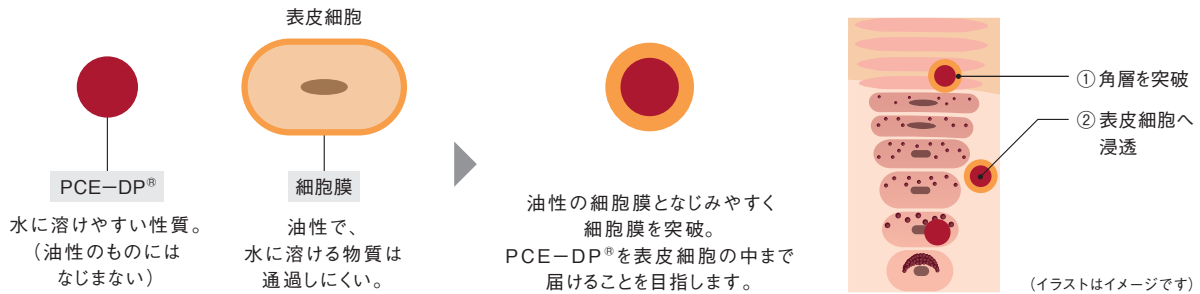 表皮細胞
PCE−DP®
水に溶けやすい性質。
（油性のものには
なじまない）
細胞膜
油性で、
水に溶ける物質は
通過しにくい。
油性の細胞膜となじみやすく
細胞膜を突破。
PCE−DP®を表皮細胞の中まで
届けることを目指します。
① 角層を突破
② 表皮細胞へ
浸透
（イラストはイメージです）